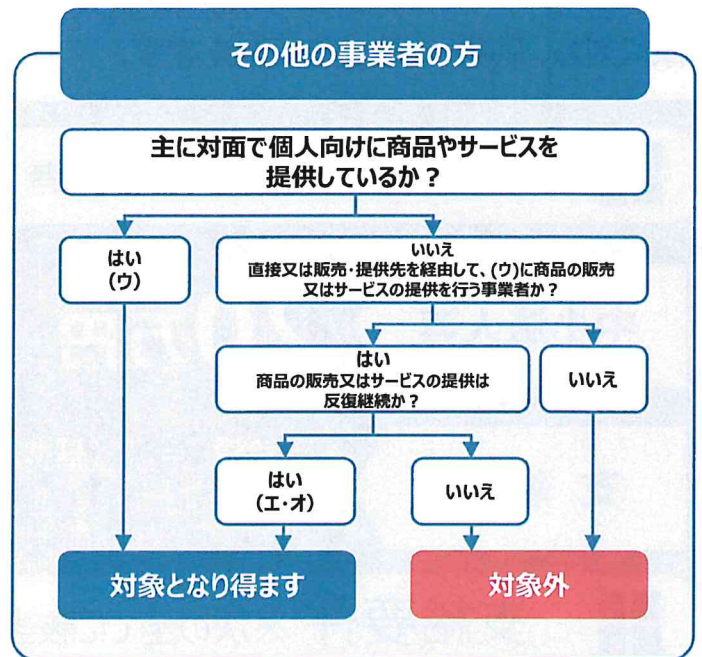 その他の事業者の方
主に対面で個人向けに商品やサービスを
提供しているか？
はい
（ウ）
いいえ
直接又は販売・提供先を経由して、(ウ)に商品の販売
又はサービスの提供を行う事業者か？
はい
商品の販売又はサービスの提供は
反復継続か？
いいえ
はい
（エ・オ）
いいえ
対象となり得ます
対象外